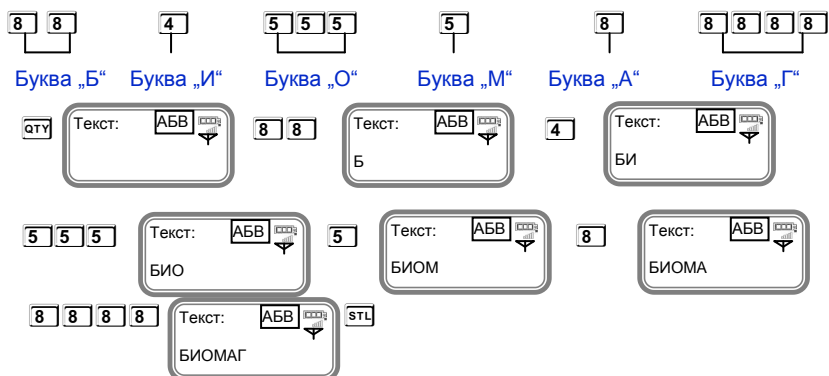 8 8 4 5 5 5 5 8 8 8 8 8
Буква „Б“ Буква „И“ Буква „О“ Буква „М“ Буква „А“ Буква „Г“
QTY Текст: АБВ 8 8 Текст: АБВ 4 Текст: АБВ
Б БИ
5 5 5 Текст: АБВ 5 Текст: АБВ 8 Текст: АБВ
БИО БИОМ БИОМА
8 8 8 8 Текст: АБВ STL
БИОМАГ